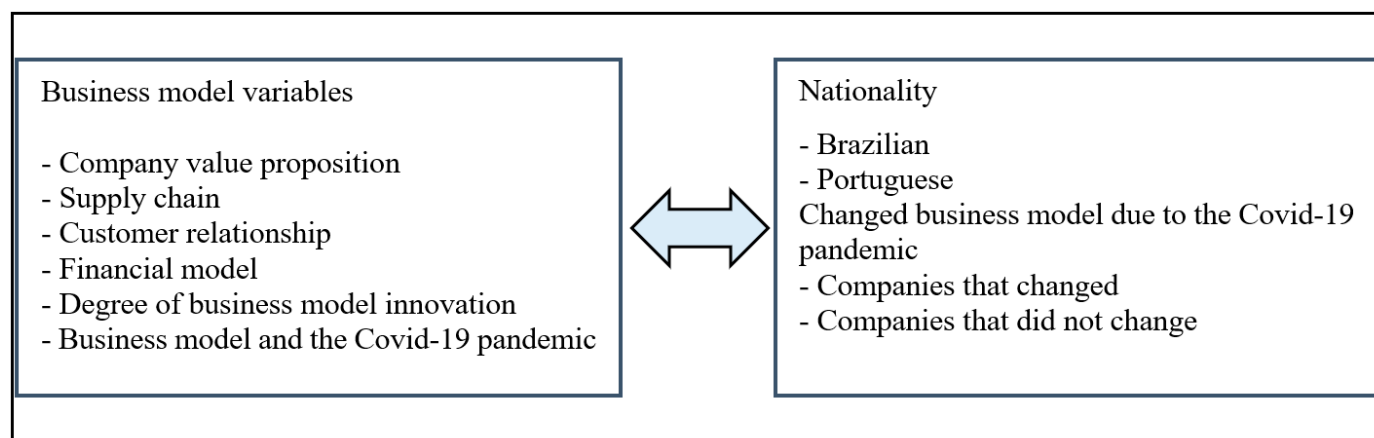 Business model variables
- Company value proposition
- Supply chain
- Customer relationship
- Financial model
- Degree of business model innovation
- Business model and the Covid-19 pandemic
Nationality
- Brazilian
- Portuguese
Changed business model due to the Covid-19
pandemic
- Companies that changed
- Companies that did not change